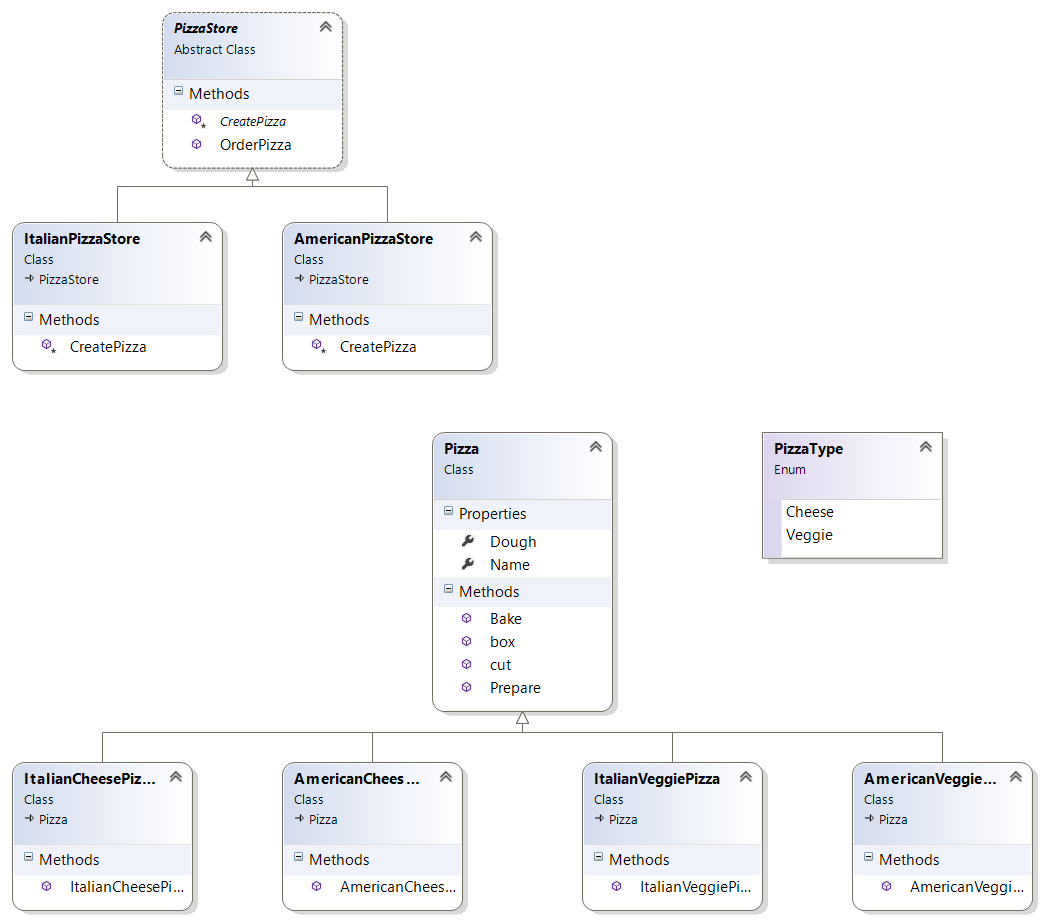 PizzaStore
Abstract Class
Methods
CreatePizza
OrderPizza
ItalianPizzaStore
Class
PizzaStore
Methods
CreatePizza
AmericanPizzaStore
Class
PizzaStore
Methods
CreatePizza
Pizza
Class
Properties
Dough
Name
Methods
Bake
box
cut
Prepare
PizzaType
Enum
Cheese
Veggie
ItalianCheesePiz...
Class
Pizza
Methods
ItalianCheesePi...
AmericanChees...
Class
Pizza
Methods
AmericanChees...
ItalianVeggiePizza
Class
Pizza
Methods
ItalianVeggiePi...
AmericanVeggie...
Class
Pizza
Methods
AmericanVeggi...